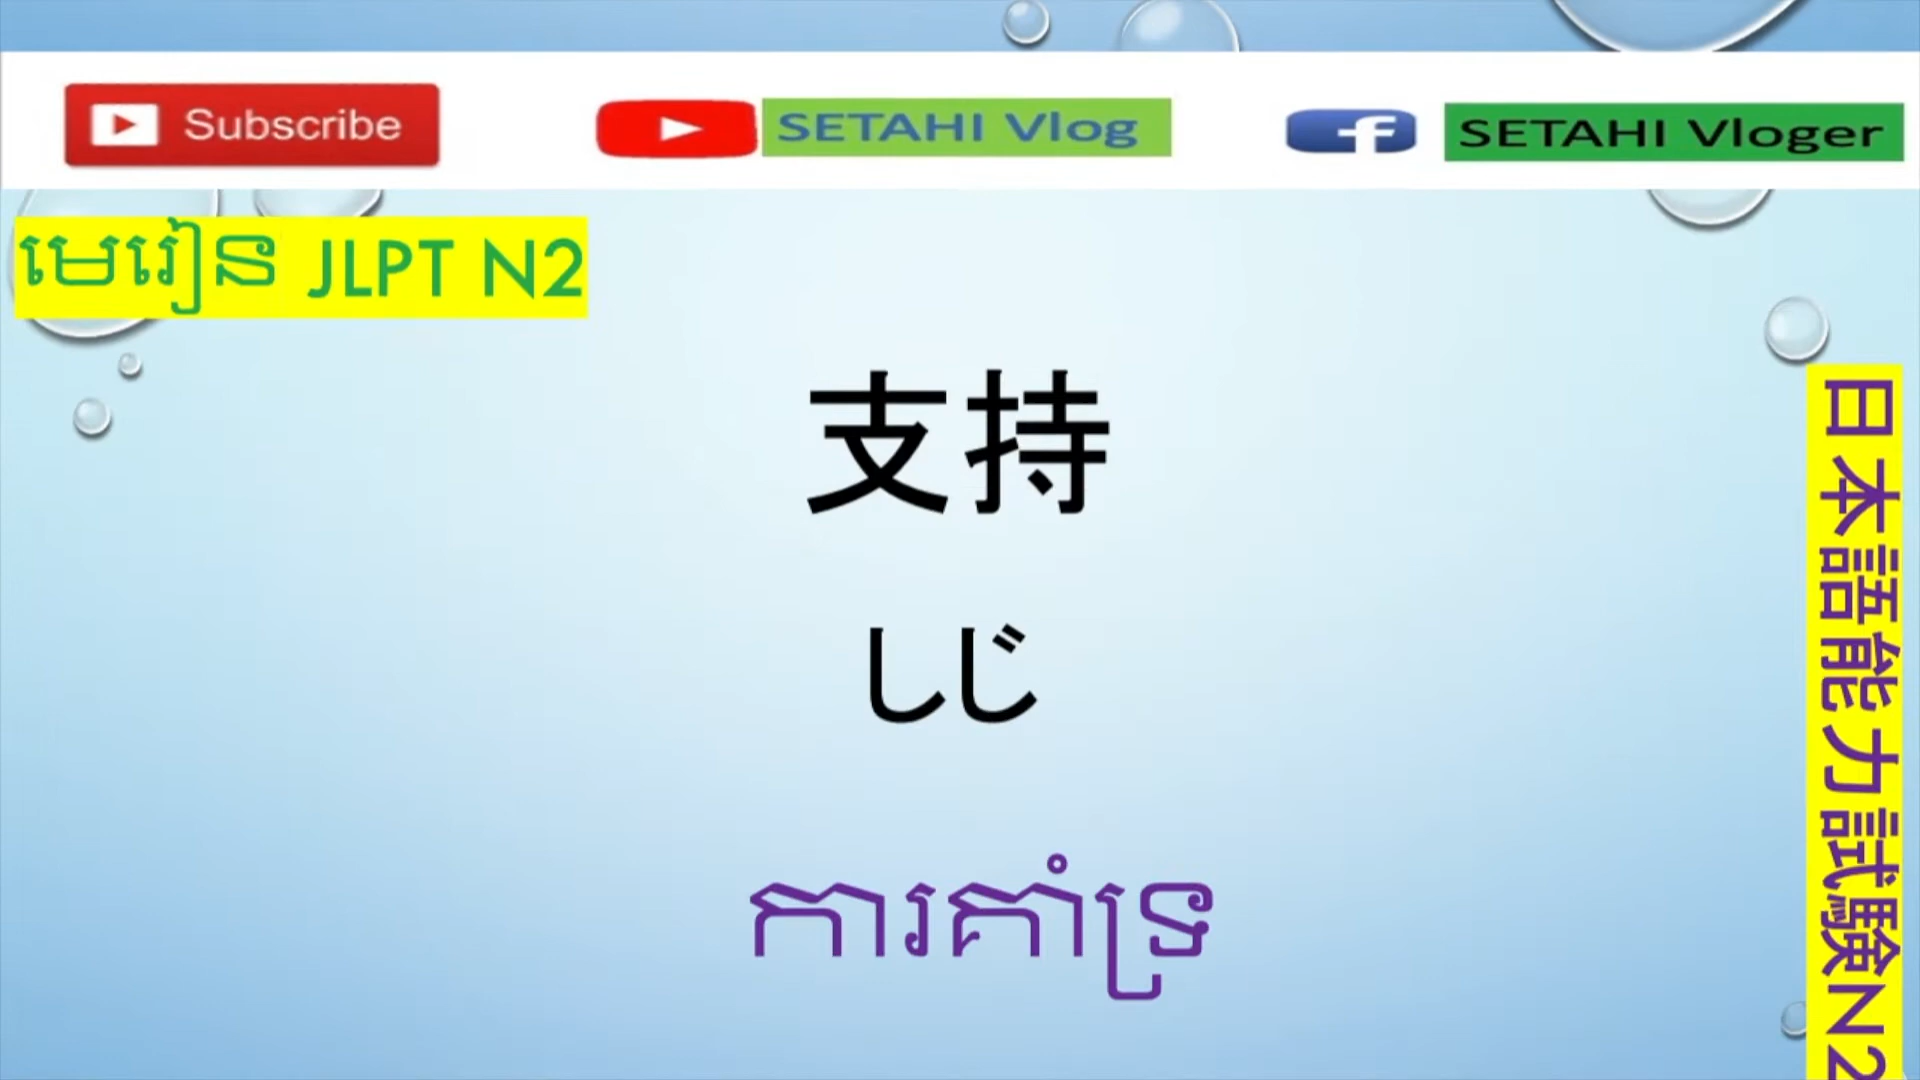 Subscribe
SETAHI Vlog
SETAHI Vloger
មេរៀន JLPT N2
支持
しじ
ការគាំទ្រ
日本語能力試験N2